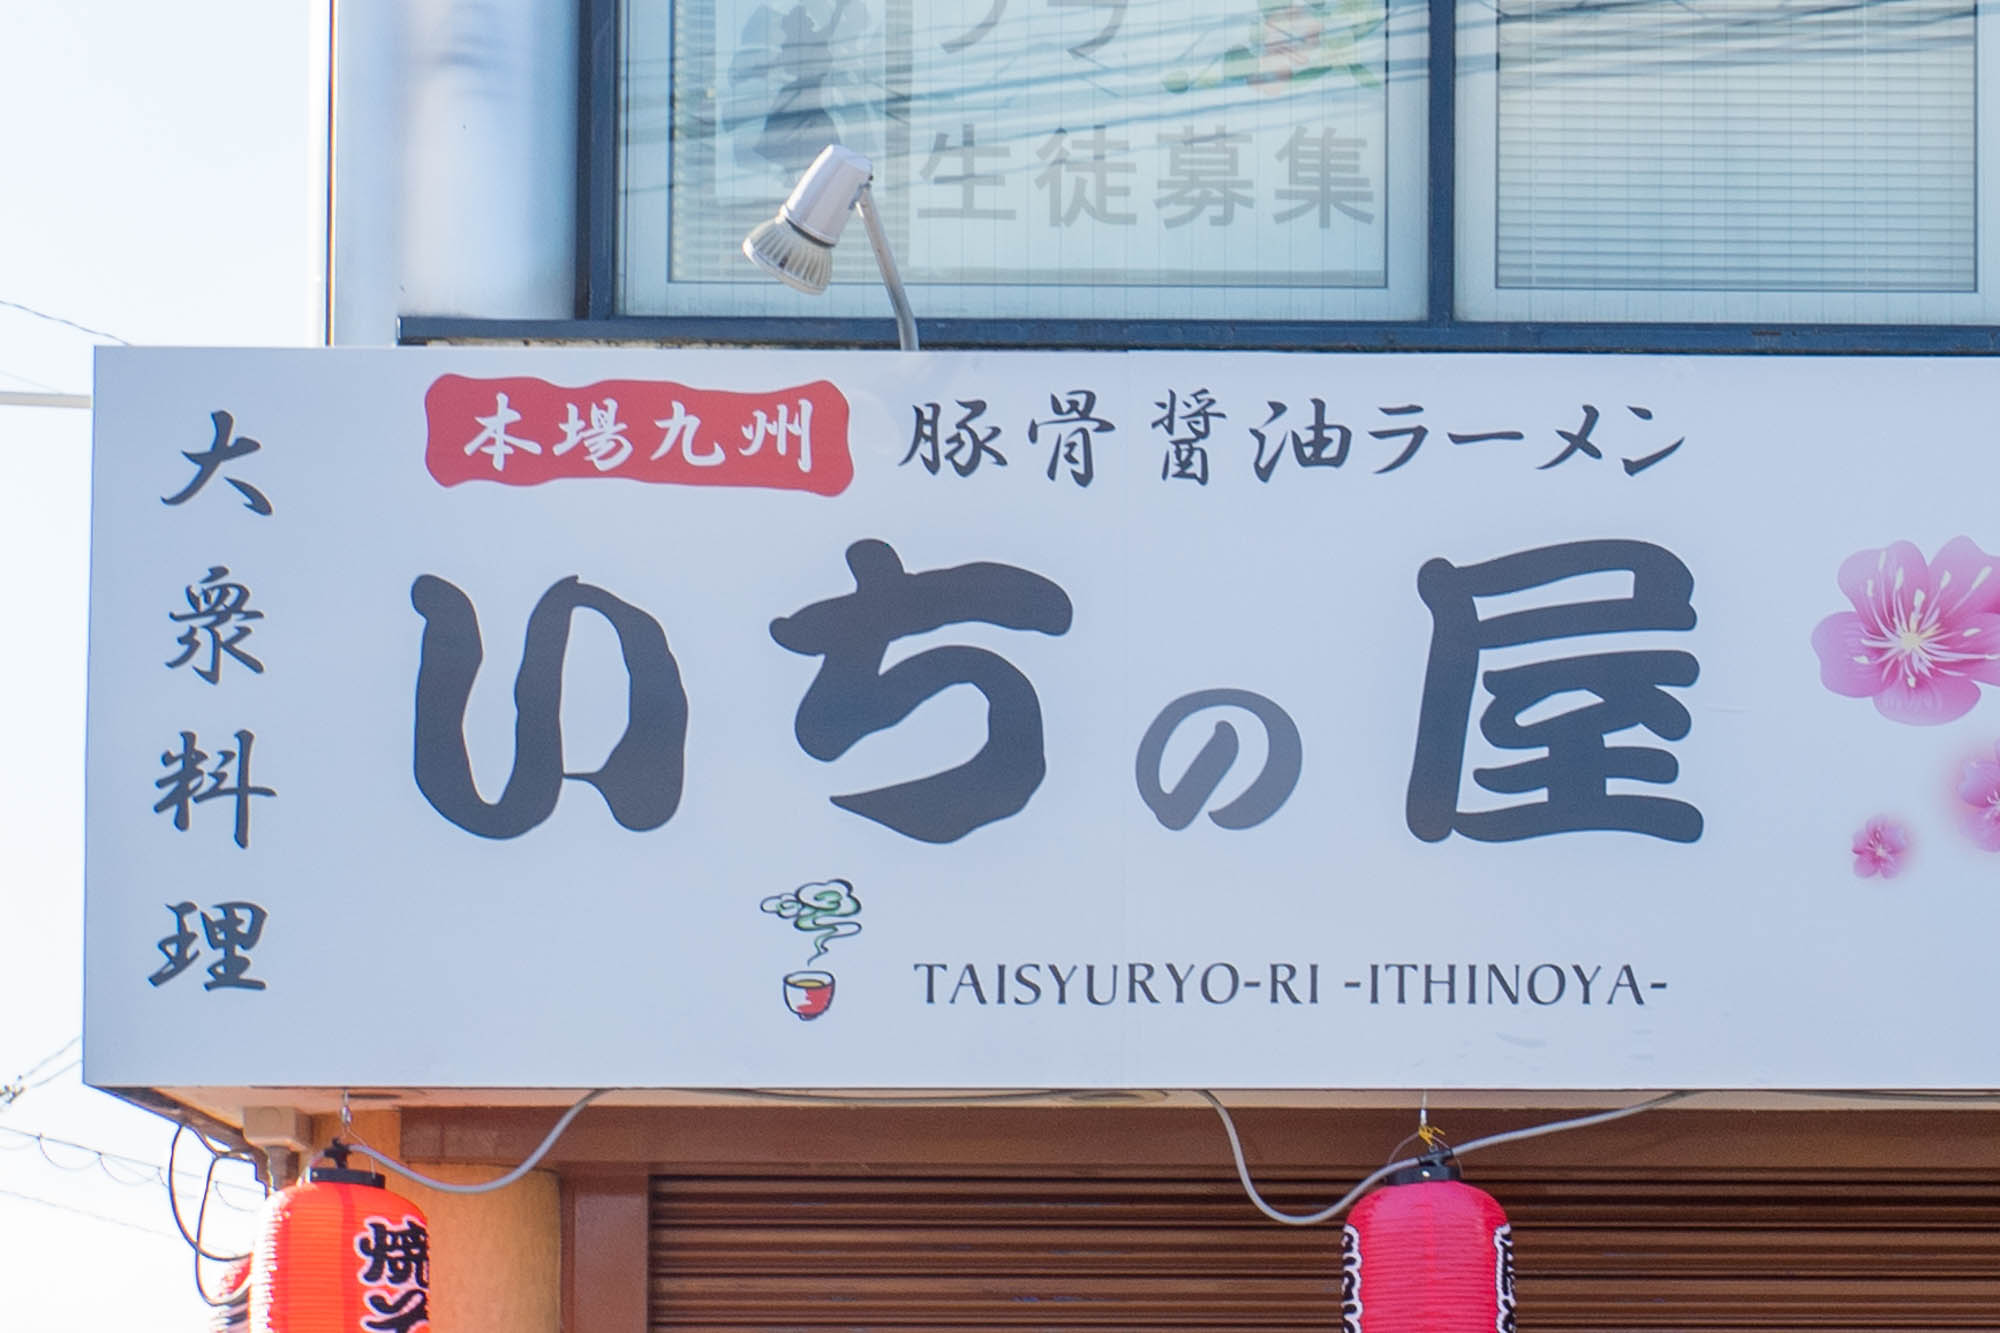 生徒募集
本場九州 豚骨醤油ラーメン
大衆料理
いちの屋
TAISYURYO-RI -ITHINOYA-
焼